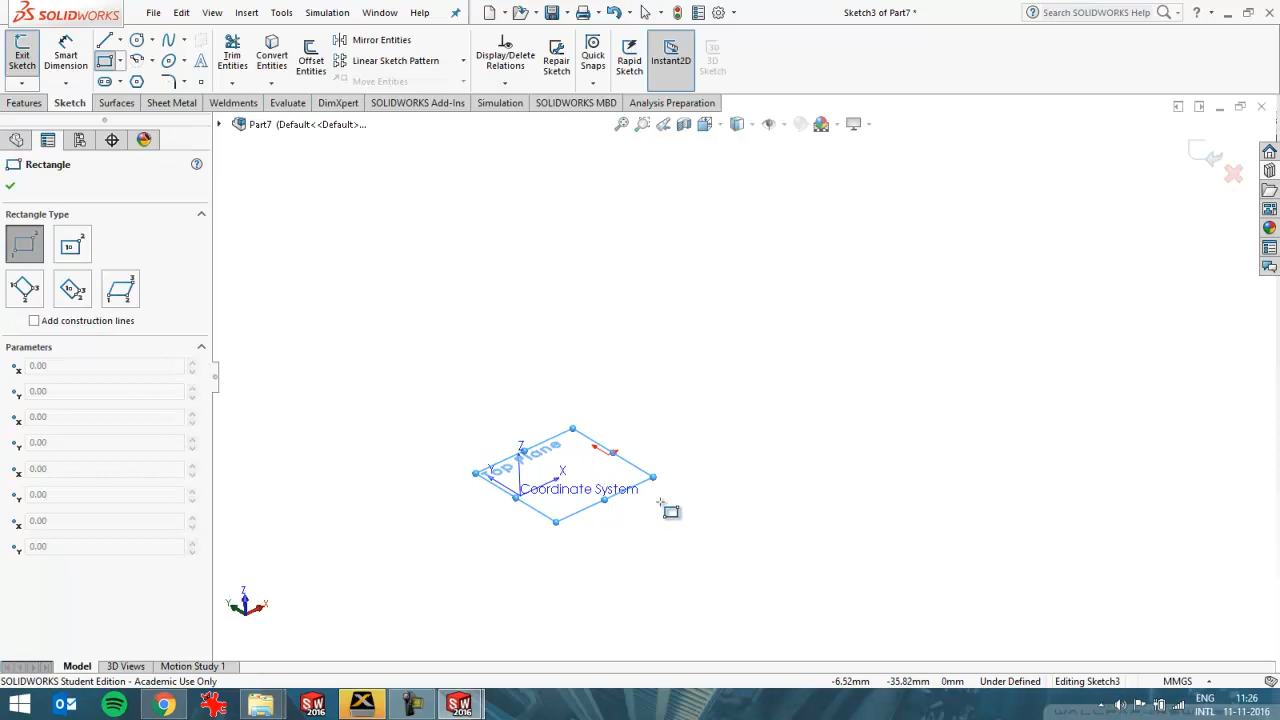 SOLIDWORKS File Edit View Insert Tools Simulation Window Help Sketch3 of Part7 * Search SOLIDWORKS Help ?
Exit Sketch Smart Dimension Trim Entities Convert Entities Offset Entities Mirror Entities Linear Sketch Pattern Move Entities Display/Delete Relations Repair Sketch Quick Snaps Rapid Sketch Instant2D 3D Sketch
Features Sketch Surfaces Sheet Metal Weldments Evaluate DimXpert SOLIDWORKS Add-Ins Simulation SOLIDWORKS MBD Analysis Preparation
Part7 (Default<<Default>...
Rectangle
Rectangle Type
Add construction lines
Parameters
x 0.00
Y 0.00
x 0.00
Y 0.00
x 0.00
Y 0.00
x 0.00
Y 0.00
Top Plane
Z
Y
X
Coordinate System
Z
Y X
Model 3D Views Motion Study 1
SOLIDWORKS Student Edition - Academic Use Only -6.52mm -35.82mm 0mm Under Defined Editing Sketch3 MMGS
SW 2016 SW 2016 ENG 11:26
INTL 11-11-2016